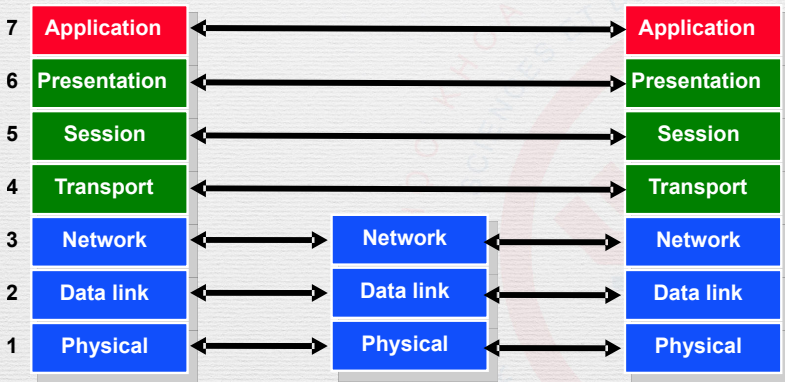 7 Application Application
6 Presentation Presentation
5 Session Session
4 Transport Transport
3 Network Network Network
2 Data link Data link Data link
1 Physical Physical Physical